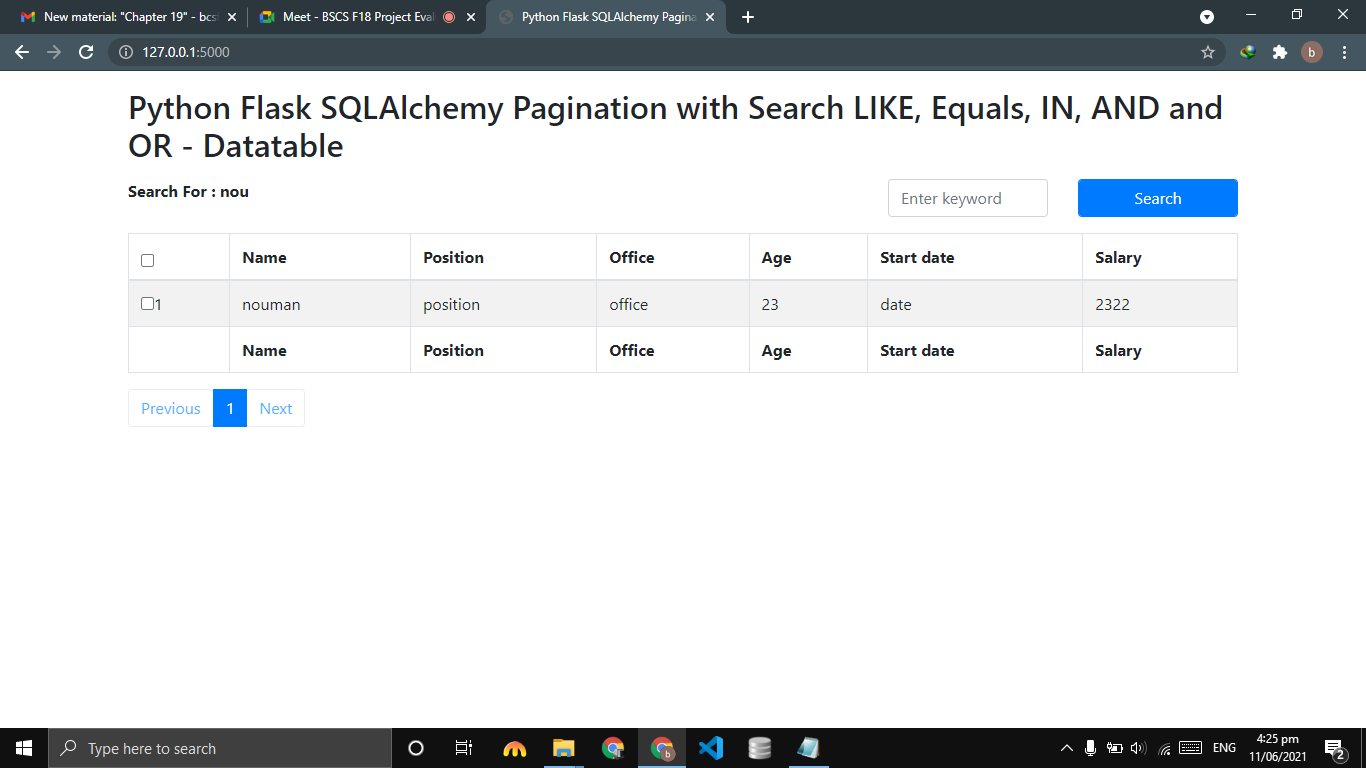 New material: "Chapter 19" - bcs
Meet - BSCS F18 Project Eval
Python Flask SQLAlchemy Pagina
127.0.0.1:5000
b
Python Flask SQLAlchemy Pagination with Search LIKE, Equals, IN, AND and
OR - Datatable
Search For : nou
Enter keyword
Search
Name Position Office Age Start date Salary
1 nouman position office 23 date 2322
Name Position Office Age Start date Salary
Previous 1 Next
Type here to search
b
ENG
4:25 pm
11/06/2021
2